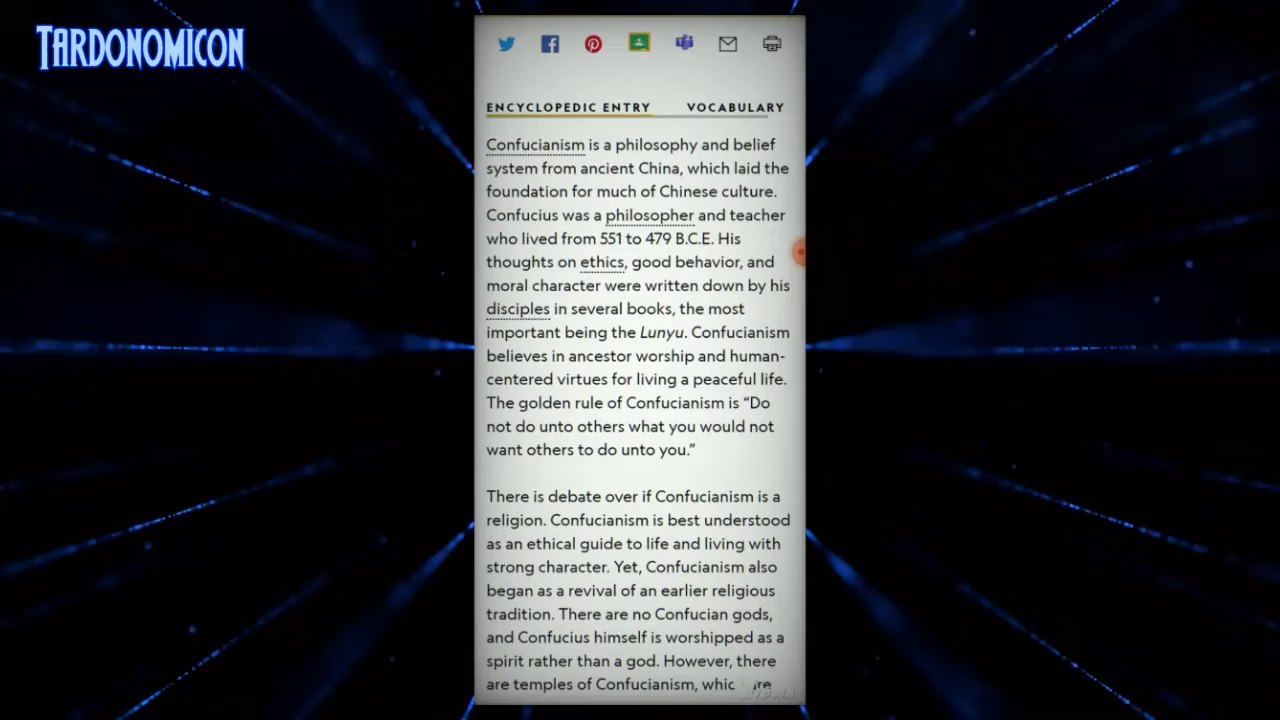 TARDONOMICON
ENCYCLOPEDIC ENTRY VOCABULARY
Confucianism is a philosophy and belief
system from ancient China, which laid the
foundation for much of Chinese culture.
Confucius was a philosopher and teacher
who lived from 551 to 479 B.C.E. His
thoughts on ethics, good behavior, and
moral character were written down by his
disciples in several books, the most
important being the Lunyu. Confucianism
believes in ancestor worship and human-
centered virtues for living a peaceful life.
The golden rule of Confucianism is “Do
not do unto others what you would not
want others to do unto you.”
There is debate over if Confucianism is a
religion. Confucianism is best understood
as an ethical guide to life and living with
strong character. Yet, Confucianism also
began as a revival of an earlier religious
tradition. There are no Confucian gods,
and Confucius himself is worshipped as a
spirit rather than a god. However, there
are temples of Confucianism,